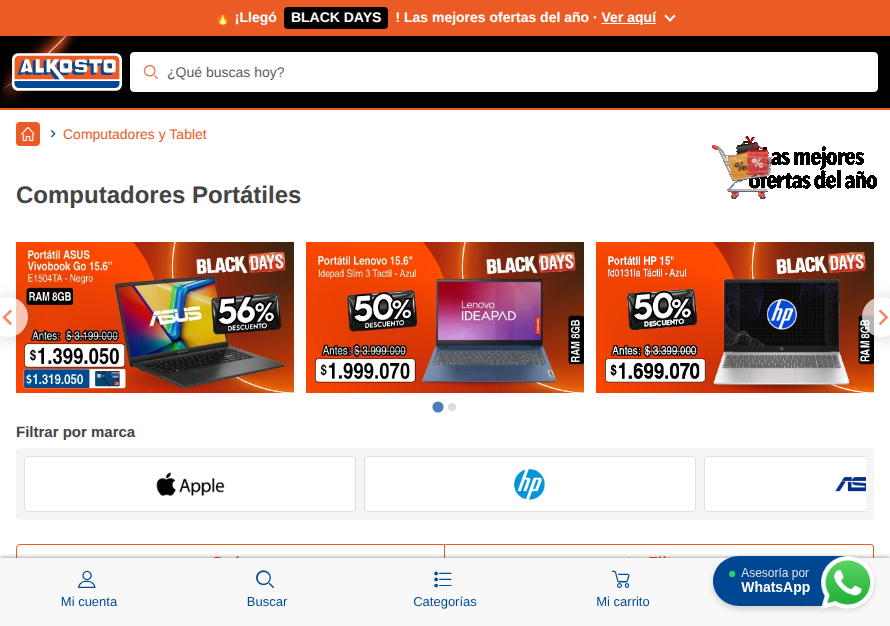 🔥 ¡Llegó BLACK DAYS ! Las mejores ofertas del año · Ver aquí
ALKOSTO
¿Qué buscas hoy?
Computadores y Tablet
Las mejores
ofertas del año
Computadores Portátiles
Portátil ASUS
Vivobook Go 15.6"
E1504TA - Negro
RAM 8GB
BLACK DAYS
ASUS
56%
DESCUENTO
Antes: $3.199.000
$1.399.050
$1.319.050
Portátil Lenovo 15.6"
Idepad Slim 3 Tactil - Azul
BLACK DAYS
50%
DESCUENTO
Lenovo
IDEAPAD
Antes: $3.999.000
$1.999.070
RAM 8GB
Portátil HP 15"
fd0131la Táctil - Azul
BLACK DAYS
50%
DESCUENTO
hp
Antes: $3.399.000
$1.699.070
RAM 8GB
Filtrar por marca
Apple
hp
Mi cuenta
Buscar
Categorías
Mi carrito
Asesoría por
WhatsApp